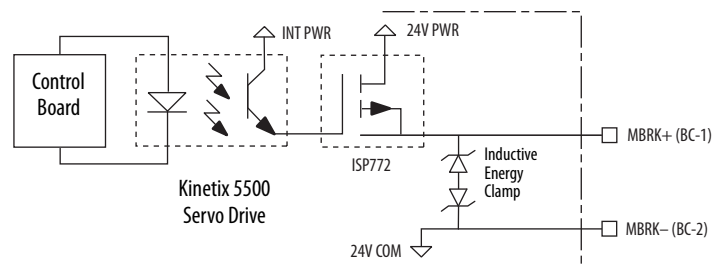 INT PWR
24V PWR
Control
Board
MBRK+ (BC-1)
ISP772
Inductive
Energy
Clamp
Kinetix 5500
Servo Drive
MBRK– (BC-2)
24V COM